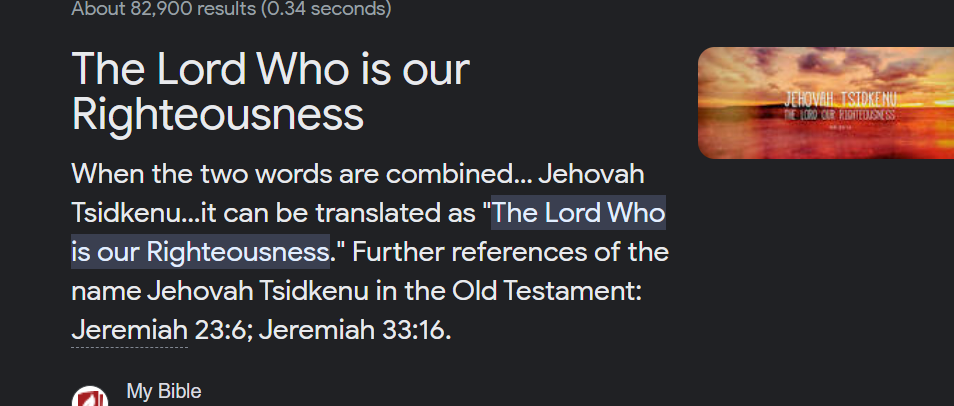 About 82,900 results (0.34 seconds)
The Lord Who is our
Righteousness
JEHOVAH TSIDKENU
THE LORD OUR RIGHTEOUSNESS
When the two words are combined... Jehovah
Tsidkenu...it can be translated as "The Lord Who
is our Righteousness." Further references of the
name Jehovah Tsidkenu in the Old Testament:
Jeremiah 23:6; Jeremiah 33:16.
My Bible